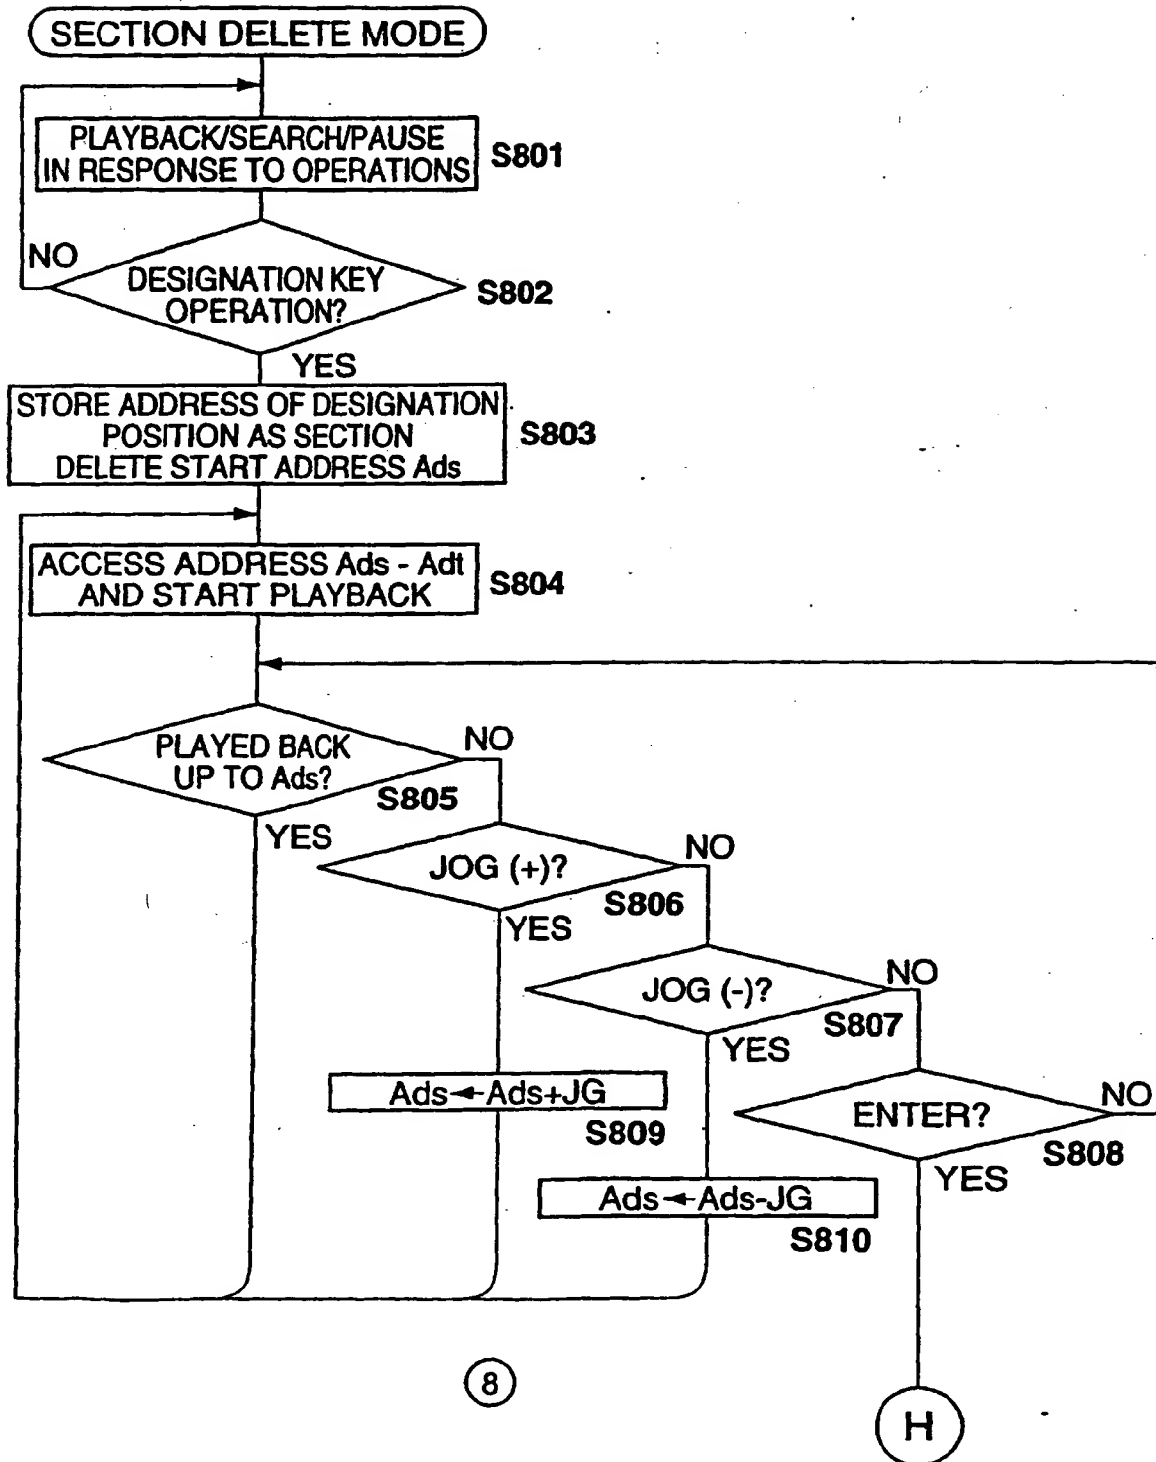 SECTION DELETE MODE
PLAYBACK/SEARCH/PAUSE
IN RESPONSE TO OPERATIONS
S801
NO
DESIGNATION KEY
OPERATION?
S802
YES
STORE ADDRESS OF DESIGNATION
POSITION AS SECTION
DELETE START ADDRESS Ads
S803
ACCESS ADDRESS Ads - Adt
AND START PLAYBACK
S804
PLAYED BACK
UP TO Ads?
NO
S805
YES
JOG (+)?
NO
S806
YES
JOG (-)?
NO
S807
YES
Ads←Ads+JG
S809
ENTER?
NO
S808
YES
Ads←Ads-JG
S810
8
H